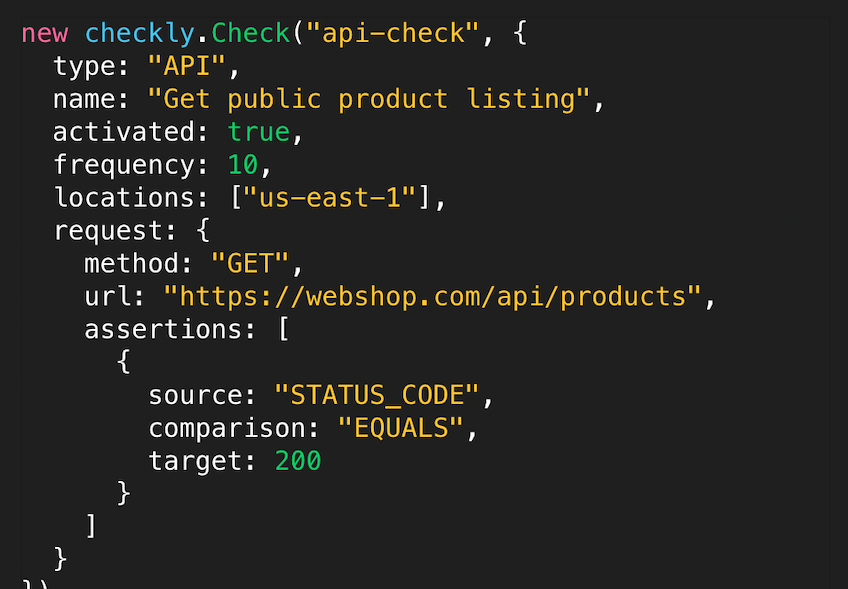 new checkly.Check("api-check", {
  type: "API",
  name: "Get public product listing",
  activated: true,
  frequency: 10,
  locations: ["us-east-1"],
  request: {
    method: "GET",
    url: "https://webshop.com/api/products",
    assertions: [
      {
        source: "STATUS_CODE",
        comparison: "EQUALS",
        target: 200
      }
    ]
  }
})